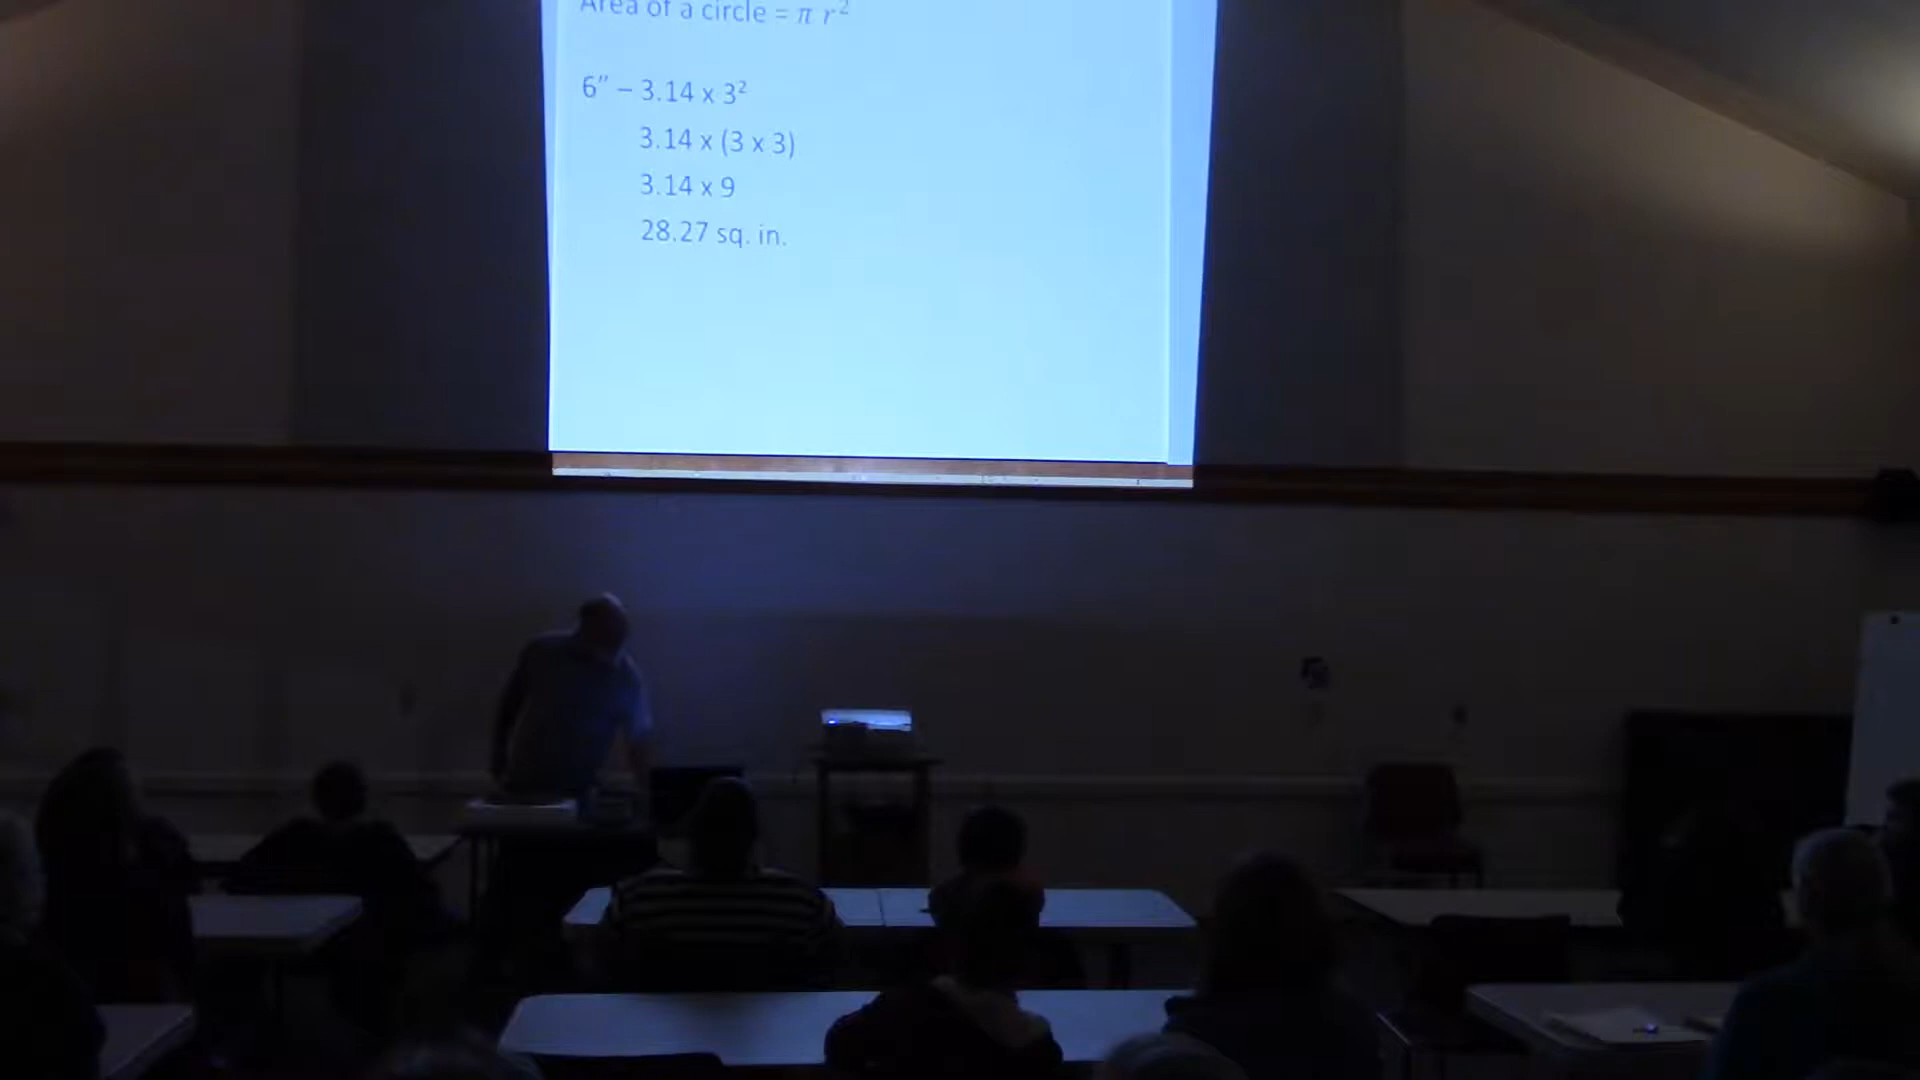 Area of a circle = π r²
6” – 3.14 x 3²
3.14 x (3 x 3)
3.14 x 9
28.27 sq. in.